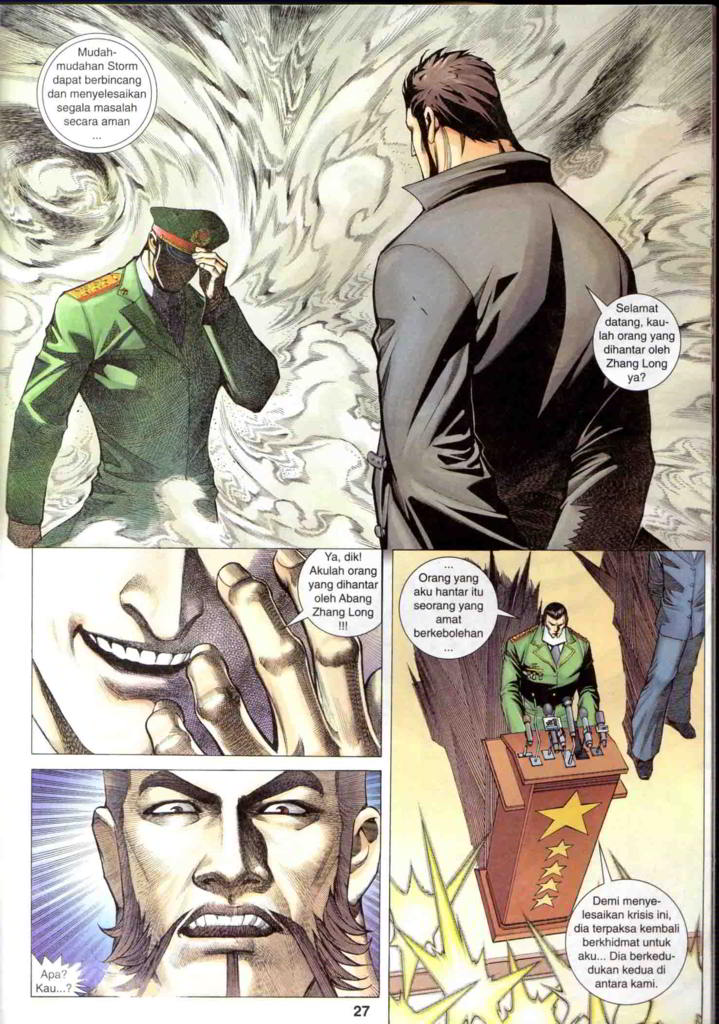 Mudah-
mudahan Storm
dapat berbincang
dan menyelesaikan
segala masalah
secara aman
...
Selamat
datang, kau-
lah orang yang
dihantar oleh
Zhang Long
ya?
Ya, dik!
Akulah orang
yang dihantar
oleh Abang
Zhang Long
!!!
Apa?
Kau...?
...
Orang yang
aku hantar itu
seorang yang
amat
berkebolehan
...
Demi menye-
lesaikan krisis ini,
dia terpaksa kembali
berkhidmat untuk
aku... Dia berkedu-
dukan kedua di
antara kami.
27